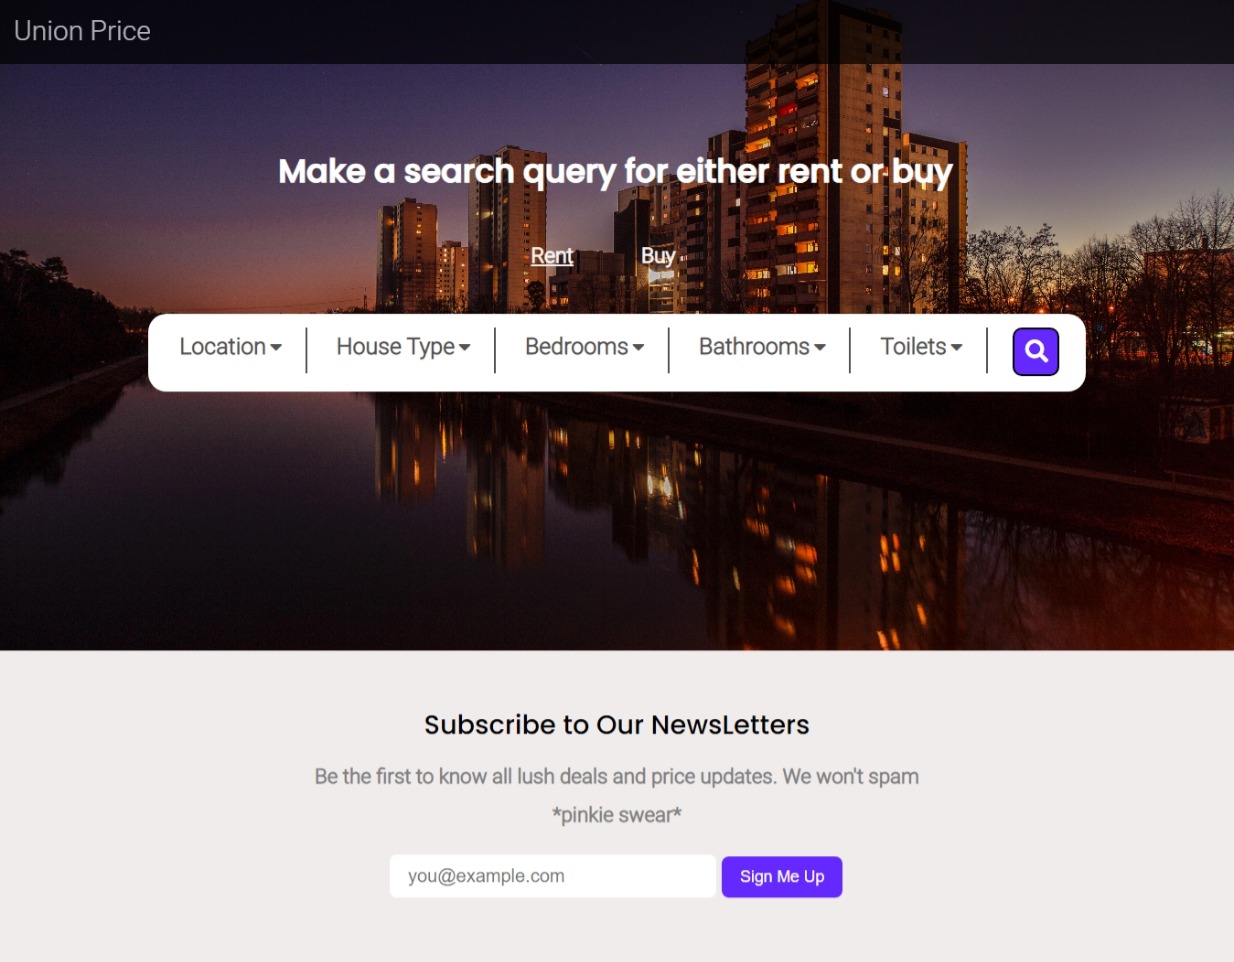 Union Price
Make a search query for either rent or buy
Rent Buy
Location House Type Bedrooms Bathrooms Toilets
Subscribe to Our NewsLetters
Be the first to know all lush deals and price updates. We won't spam
*pinkie swear*
you@example.com Sign Me Up